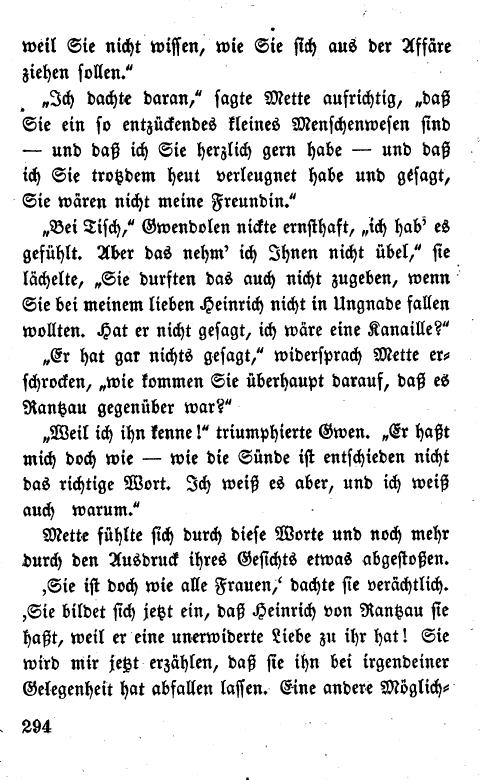 weil Sie nicht wissen, wie Sie sich aus der Affäre
ziehen sollen.“
„Ich dachte daran,“ sagte Mette aufrichtig, „daß
Sie ein so entzückendes kleines Menschenwesen sind
— und daß ich Sie herzlich gern habe — und daß
ich Sie trotzdem heut verleugnet habe und gesagt,
Sie wären nicht meine Freundin.“
„Bei Tisch,“ Gwendolen nickte ernsthaft, „ich hab’ es
gefühlt. Aber das nehm’ ich Ihnen nicht übel,“ sie
lächelte, „Sie durften das auch nicht zugeben, wenn
Sie bei meinem lieben Heinrich nicht in Ungnade fallen
wollten. Hat er nicht gesagt, ich wäre eine Kanaille?“
„Er hat gar nichts gesagt,“ widersprach Mette er-
schrocken, „wie kommen Sie überhaupt darauf, daß es
Rantzau gegenüber war?“
„Weil ich ihn kenne!“ triumphierte Gwen. „Er haßt
mich doch wie — wie die Sünde ist entschieden nicht
das richtige Wort. Ich weiß es aber, und ich weiß
auch warum.“
Mette fühlte sich durch diese Worte und noch mehr
durch den Ausdruck ihres Gesichts etwas abgestoßen.
‚Sie ist doch wie alle Frauen,‘ dachte sie verächtlich.
‚Sie bildet sich jetzt ein, daß Heinrich von Rantzau sie
haßt, weil er eine unerwiderte Liebe zu ihr hat! Sie
wird mir jetzt erzählen, daß sie ihn bei irgendeiner
Gelegenheit hat abfallen lassen. Eine andere Möglich-
294